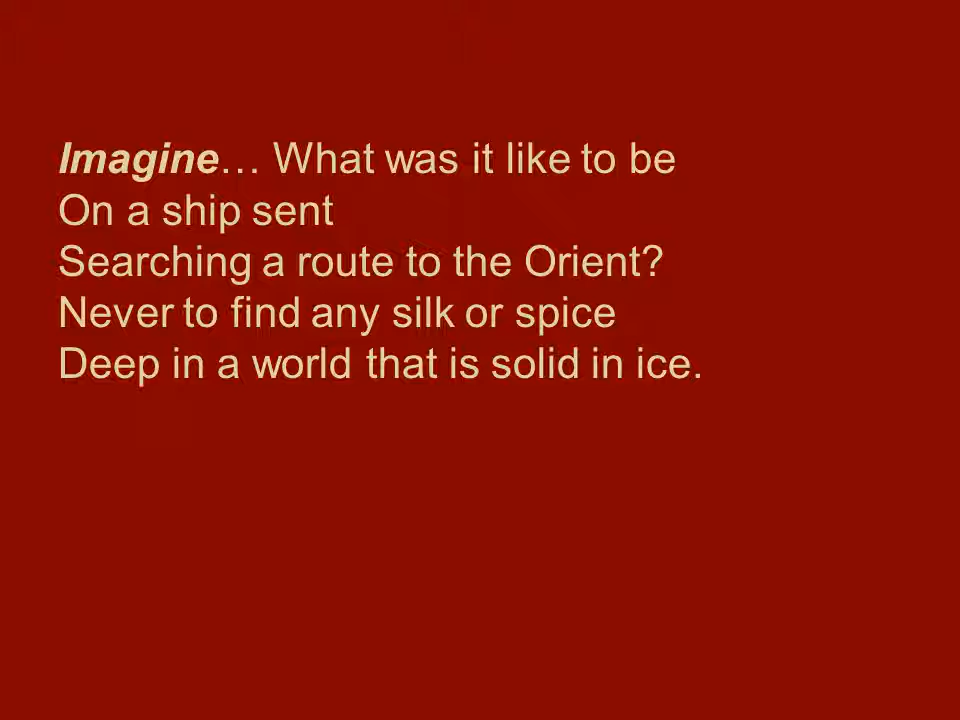 Imagine… What was it like to be
On a ship sent
Searching a route to the Orient?
Never to find any silk or spice
Deep in a world that is solid in ice.